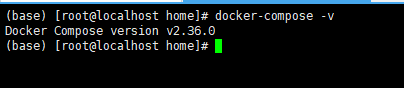 (base) [root@localhost home]# docker-compose -v
Docker Compose version v2.36.0
(base) [root@localhost home]#